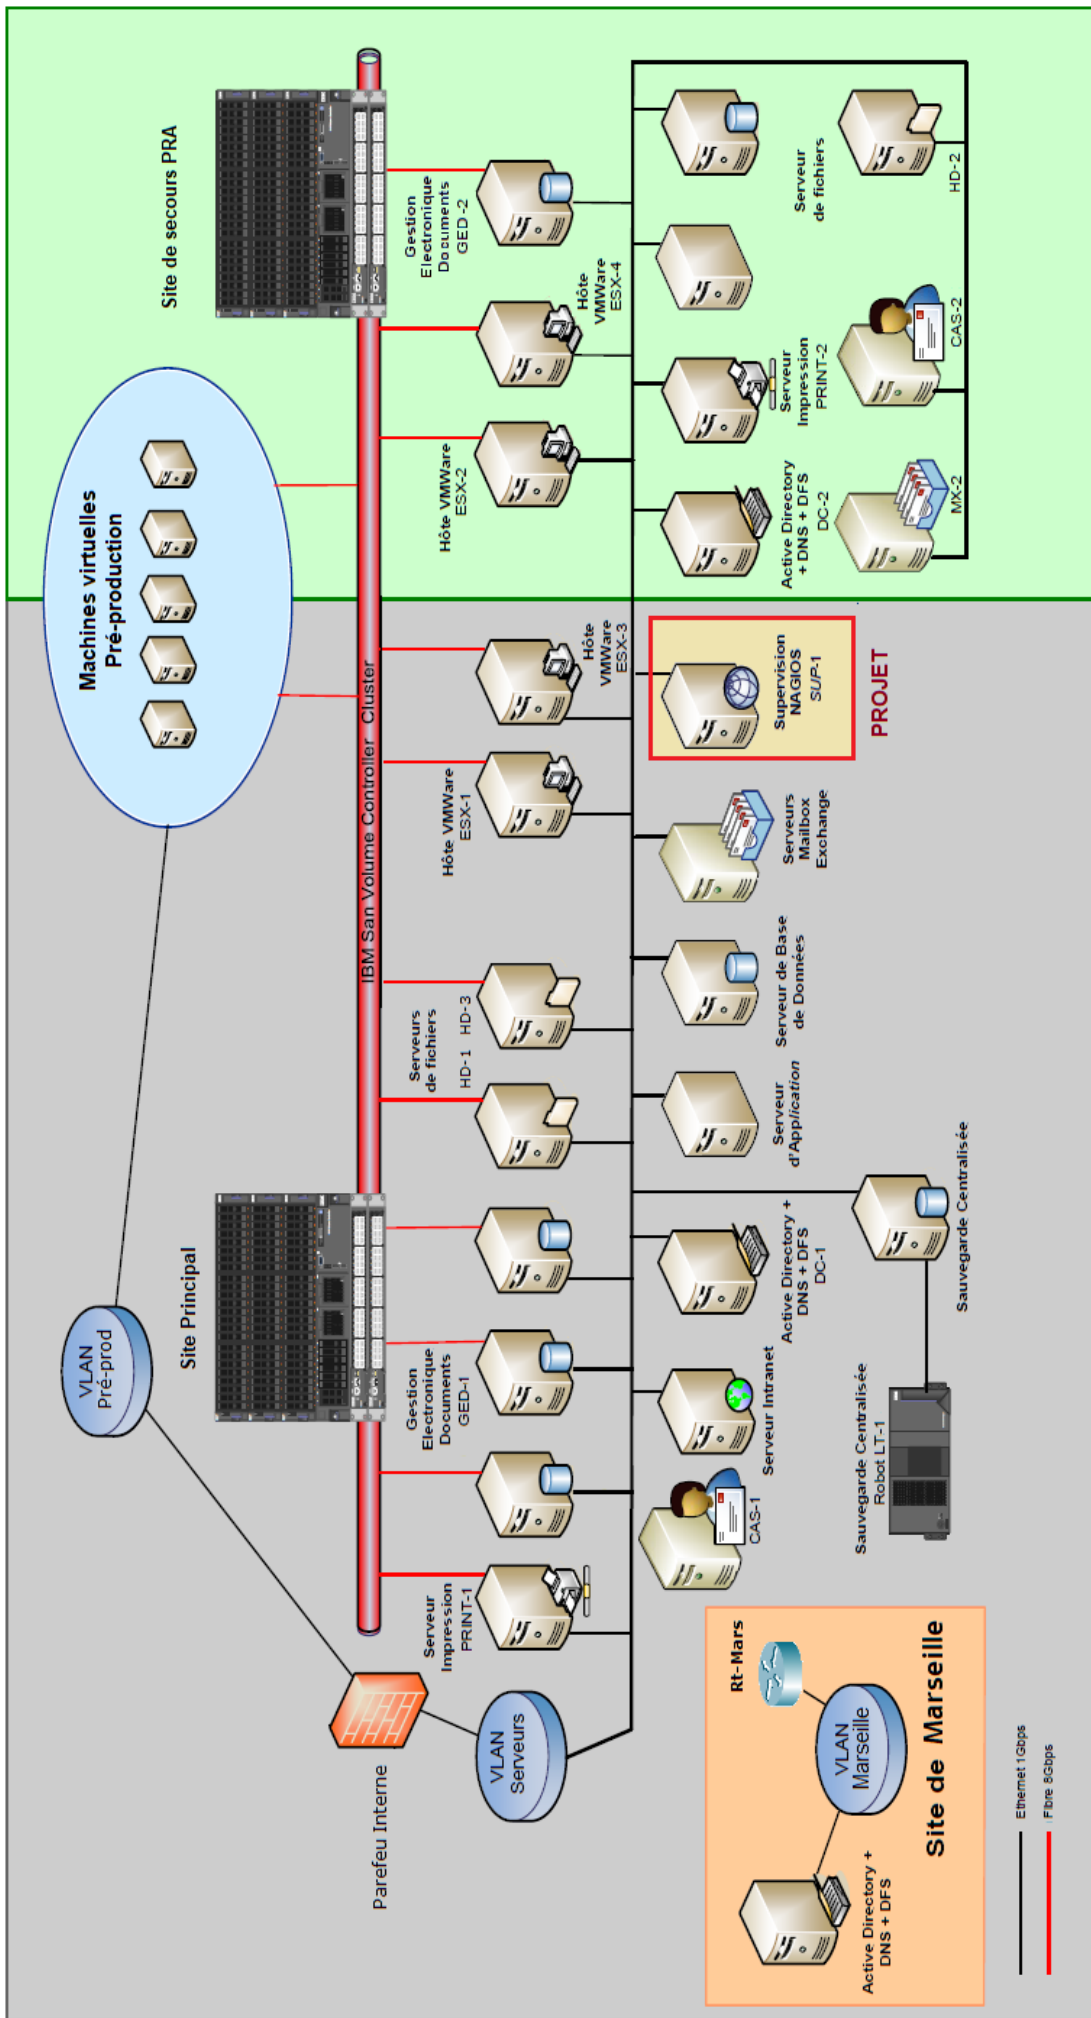 Site de secours PRA
Machines virtuelles
Pré-production
VLAN
Pré-prod
Site Principal
IBM San Volume Controller Cluster
Parefeu Interne
VLAN
Serveurs
Serveur
Impression
PRINT-1
Gestion
Electronique
Documents
GED-1
Serveurs
de fichiers
HD-1 HD-3
Hôte VMWare
ESX-1
Hôte
VMWare
ESX-3
Hôte VMWare
ESX-2
Hôte
VMWare
ESX-4
Gestion
Electronique
Documents
GED-2
CAS-1
Serveur Intranet
Active Directory +
DNS + DFS
DC-1
Serveur
d'Application
Serveur de Base
de Données
Serveurs
Mailbox
Exchange
Supervision
NAGIOS
SUP-1
PROJET
Active Directory
+ DNS + DFS
DC-2
Serveur
Impression
PRINT-2
Serveur
de fichiers
MX-2
CAS-2
HD-2
Sauvegarde Centralisée
Robot LT-1
Sauvegarde Centralisée
Rt-Mars
VLAN
Marseille
Active Directory +
DNS + DFS
Site de Marseille
Ethernet 1Gbps
Fibre 8Gbps